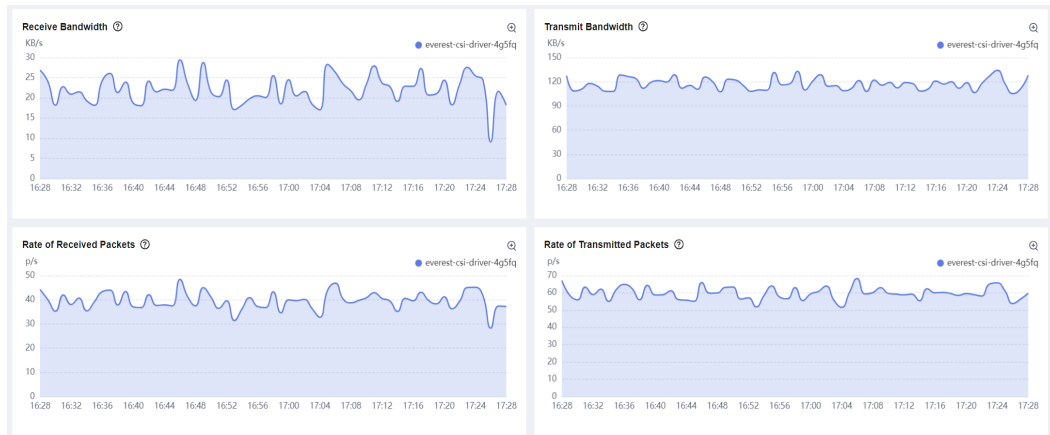 Receive Bandwidth ?
KB/s
everest-csi-driver-4g5fq
30
25
20
15
10
5
0
16:28 16:32 16:36 16:40 16:44 16:48 16:52 16:56 17:00 17:04 17:08 17:12 17:16 17:20 17:24 17:28
Transmit Bandwidth ?
KB/s
everest-csi-driver-4g5fq
150
120
90
60
30
0
16:28 16:32 16:36 16:40 16:44 16:48 16:52 16:56 17:00 17:04 17:08 17:12 17:16 17:20 17:24 17:28
Rate of Received Packets ?
p/s
everest-csi-driver-4g5fq
50
40
30
20
10
0
16:28 16:32 16:36 16:40 16:44 16:48 16:52 16:56 17:00 17:04 17:08 17:12 17:16 17:20 17:24 17:28
Rate of Transmitted Packets ?
p/s
everest-csi-driver-4g5fq
70
60
50
40
30
20
10
0
16:28 16:32 16:36 16:40 16:44 16:48 16:52 16:56 17:00 17:04 17:08 17:12 17:16 17:20 17:24 17:28